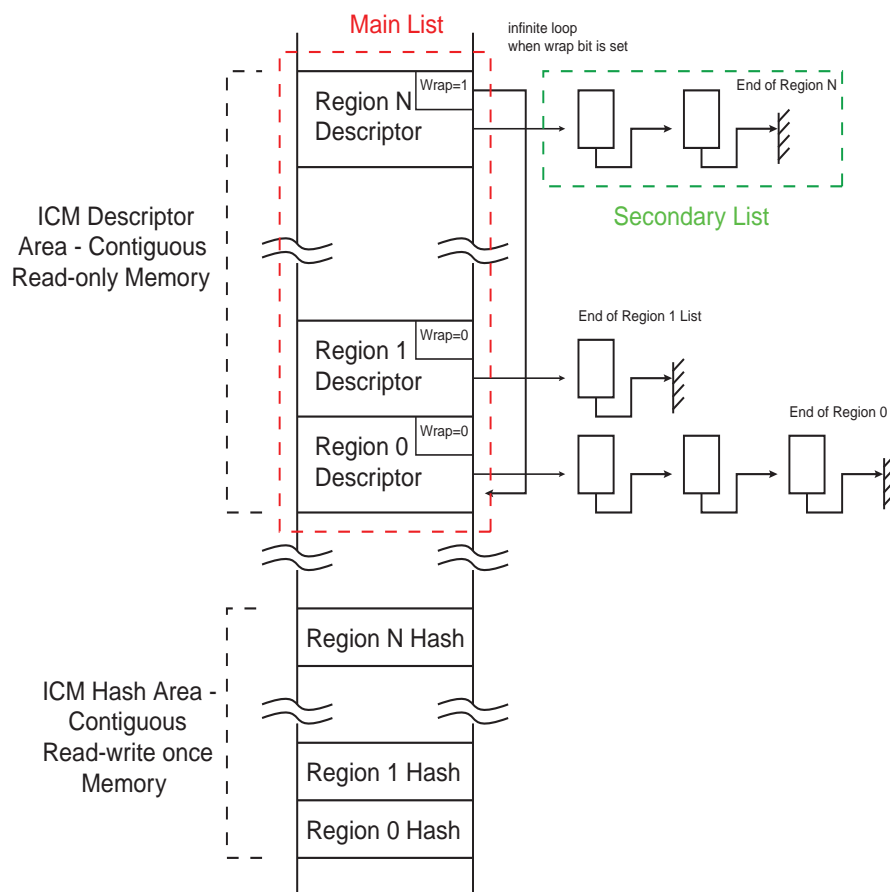 Main List
infinite loop
when wrap bit is set
Wrap=1
Region N
Descriptor
End of Region N
Secondary List
ICM Descriptor
Area - Contiguous
Read-only Memory
End of Region 1 List
Wrap=0
Region 1
Descriptor
End of Region 0
Wrap=0
Region 0
Descriptor
Region N Hash
ICM Hash Area -
Contiguous
Read-write once
Memory
Region 1 Hash
Region 0 Hash